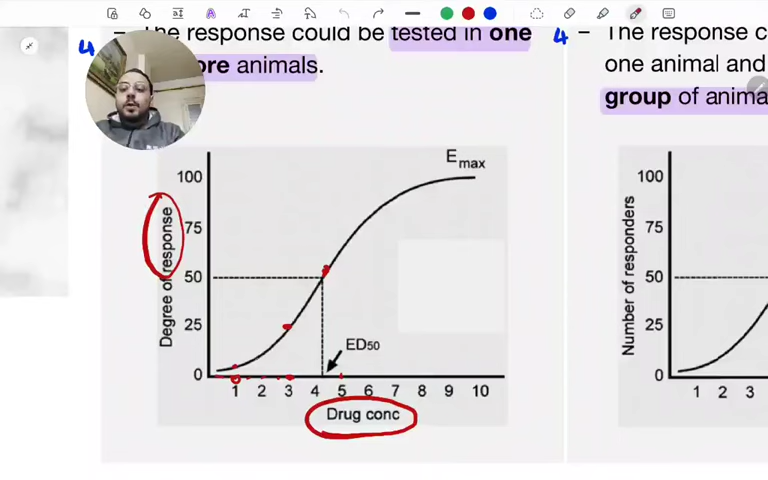 – The response could be tested in one
ore animals.
4
4 – The response c
one animal and
group of anima
E max
100
75
50
25
0
Degree of response
ED50
1 2 3 4 5 6 7 8 9 10
Drug conc
100
75
50
25
0
Number of responders
1 2 3